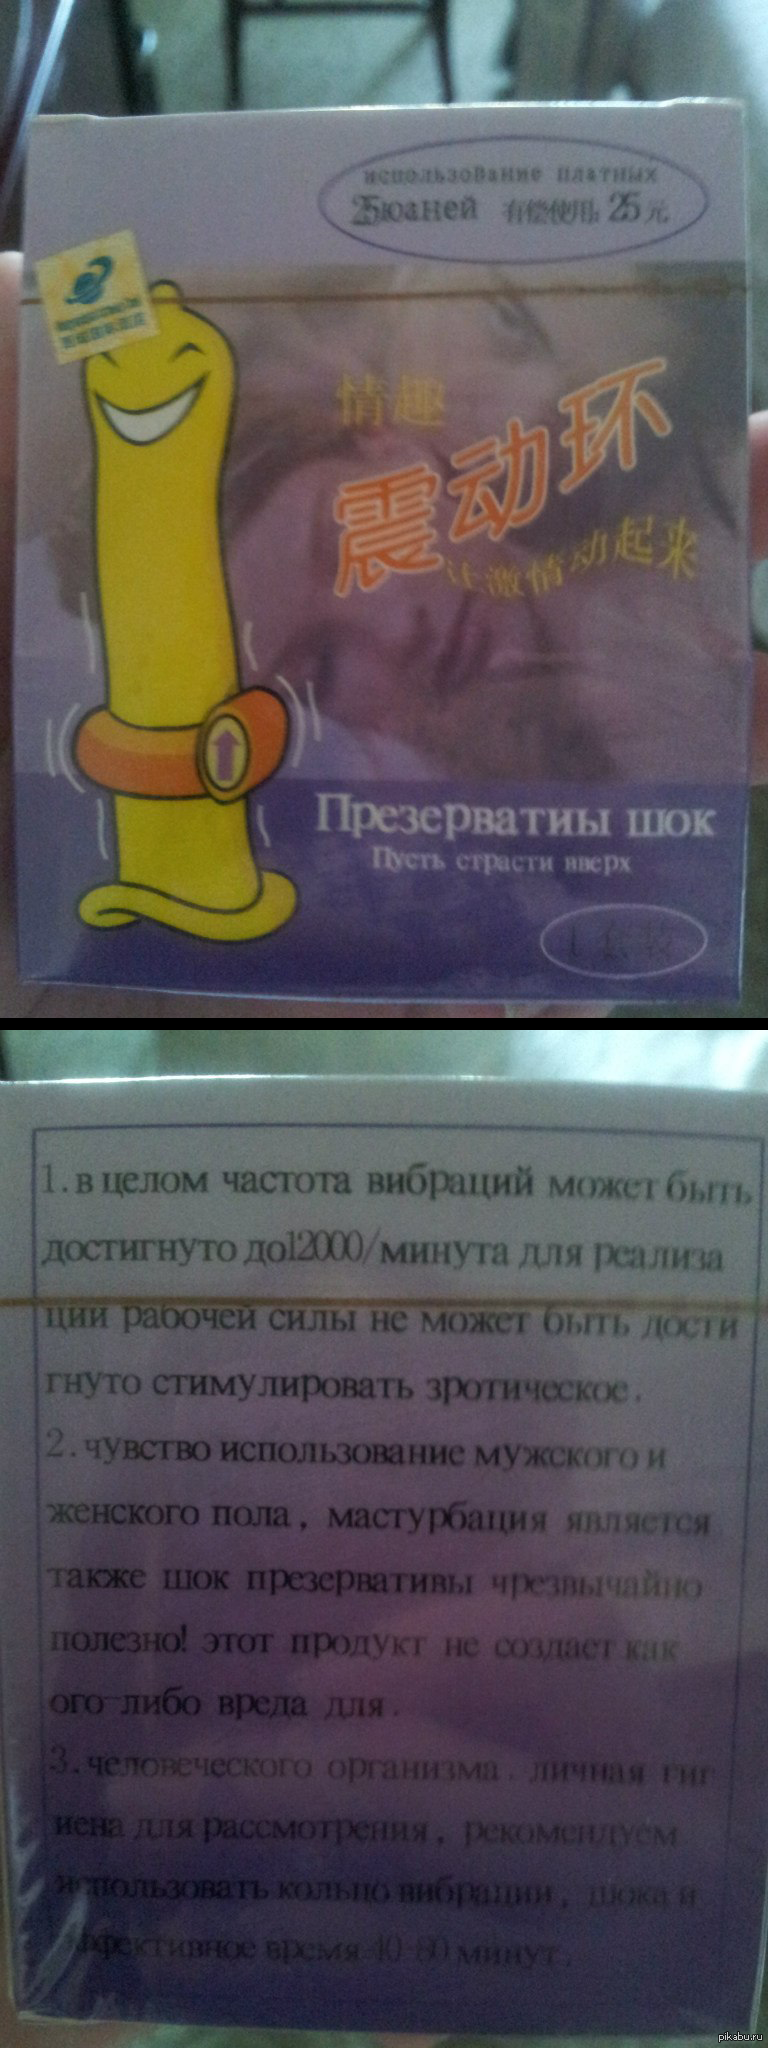 использование платных
25юаней 有偿使用: 25元
情趣
震动环
让激情动起来
Презерватиы шок
Пусть страсти вверх
1.в целом частота вибраций может быть
достигнуто до12000/минута для реализа
ции рабочей силы не может быть дости
гнуто стимулировать зротическое.
2.чувство использование мужского и
женского пола, мастурбация является
также шок презервативы чрезвычайно
полезно! этот продукт не создает как
ого-либо вреда для.
3.человеческого организма. личная гиг
иена для рассмотрения, рекомендуем
использовать кольцо вибрации, шока и
эффективное время 40-80 минут.
pikabu.ru